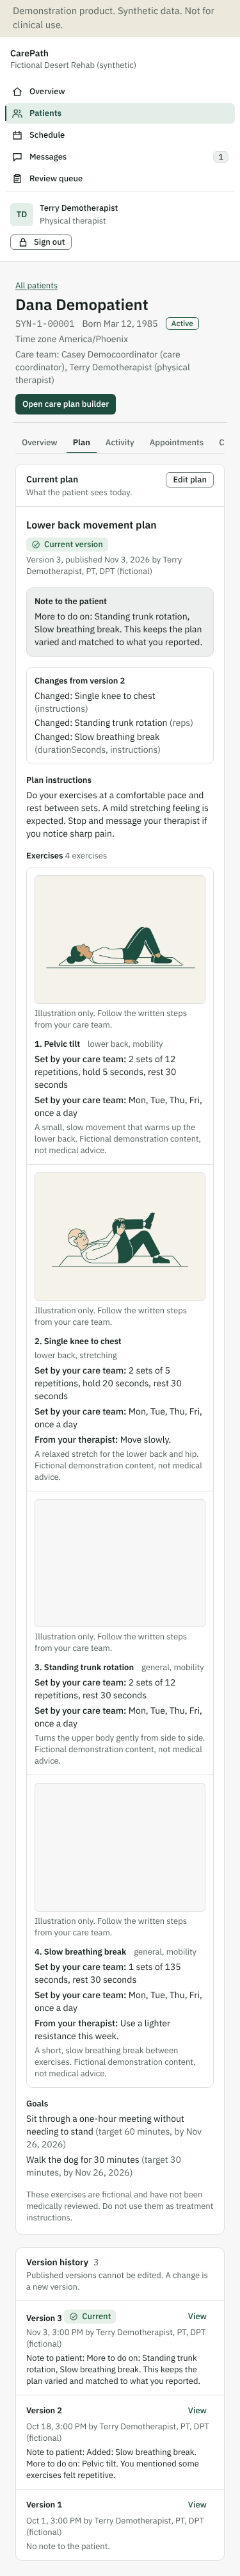 Demonstration product. Synthetic data. Not for
clinical use.
CarePath
Fictional Desert Rehab (synthetic)
Overview
Patients
Schedule
Messages 1
Review queue
TD
Terry Demotherapist
Physical therapist
Sign out
All patients
Dana Demopatient
SYN-1-00001 Born Mar 12, 1985 Active
Time zone America/Phoenix
Care team: Casey Democoordinator (care
coordinator), Terry Demotherapist (physical
therapist)
Open care plan builder
Overview Plan Activity Appointments C
Current plan
Edit plan
What the patient sees today.
Lower back movement plan
Current version
Version 3, published Nov 3, 2026 by Terry
Demotherapist, PT, DPT (fictional)
Note to the patient
More to do on: Standing trunk rotation,
Slow breathing break. This keeps the plan
varied and matched to what you reported.
Changes from version 2
Changed: Single knee to chest
(instructions)
Changed: Standing trunk rotation (reps)
Changed: Slow breathing break
(durationSeconds, instructions)
Plan instructions
Do your exercises at a comfortable pace and
rest between sets. A mild stretching feeling is
expected. Stop and message your therapist if
you notice sharp pain.
Exercises 4 exercises
Illustration only. Follow the written steps
from your care team.
1. Pelvic tilt lower back, mobility
Set by your care team: 2 sets of 12
repetitions, hold 5 seconds, rest 30
seconds
Set by your care team: Mon, Tue, Thu, Fri,
once a day
A small, slow movement that warms up the
lower back. Fictional demonstration content,
not medical advice.
Illustration only. Follow the written steps
from your care team.
2. Single knee to chest
lower back, stretching
Set by your care team: 2 sets of 5
repetitions, hold 20 seconds, rest 30
seconds
Set by your care team: Mon, Tue, Thu, Fri,
once a day
From your therapist: Move slowly.
A relaxed stretch for the lower back and hip.
Fictional demonstration content, not medical
advice.
Illustration only. Follow the written steps
from your care team.
3. Standing trunk rotation general, mobility
Set by your care team: 2 sets of 12
repetitions, rest 30 seconds
Set by your care team: Mon, Tue, Thu, Fri,
once a day
Turns the upper body gently from side to side.
Fictional demonstration content, not medical
advice.
Illustration only. Follow the written steps
from your care team.
4. Slow breathing break general, mobility
Set by your care team: 1 sets of 135
seconds, rest 30 seconds
Set by your care team: Mon, Tue, Thu, Fri,
once a day
From your therapist: Use a lighter
resistance this week.
A short, slow breathing break between
exercises. Fictional demonstration content,
not medical advice.
Goals
Sit through a one-hour meeting without
needing to stand (target 60 minutes, by Nov
26, 2026)
Walk the dog for 30 minutes (target 30
minutes, by Nov 26, 2026)
These exercises are fictional and have not been
medically reviewed. Do not use them as treatment
instructions.
Version history 3
Published versions cannot be edited. A change is
a new version.
Version 3 Current View
Nov 3, 3:00 PM by Terry Demotherapist, PT, DPT
(fictional)
Note to patient: More to do on: Standing trunk
rotation, Slow breathing break. This keeps the
plan varied and matched to what you reported.
Version 2 View
Oct 18, 3:00 PM by Terry Demotherapist, PT, DPT
(fictional)
Note to patient: Added: Slow breathing break.
More to do on: Pelvic tilt. You mentioned some
exercises felt repetitive.
Version 1 View
Oct 1, 3:00 PM by Terry Demotherapist, PT, DPT
(fictional)
No note to the patient.